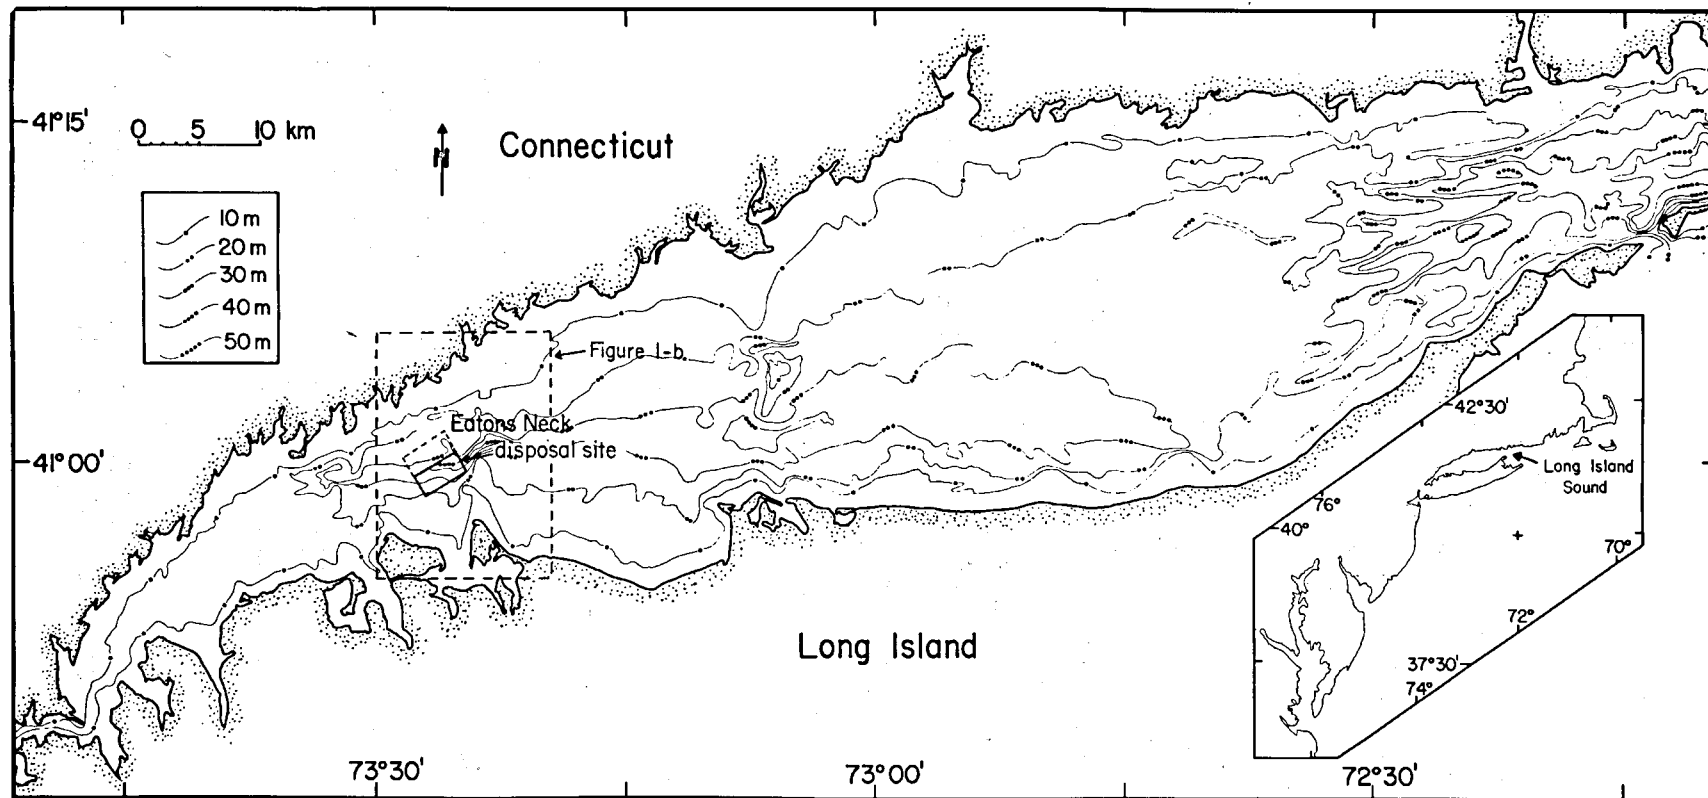 41°15'
0 5 10 km
N
Connecticut
10 m
20 m
30 m
40 m
50 m
Figure 1-b
Eatons Neck
disposal site
41°00'
Long Island
73°30'
73°00'
72°30'
42°30'
Long Island
Sound
76°
40°
70°
72°
37°30'
74°